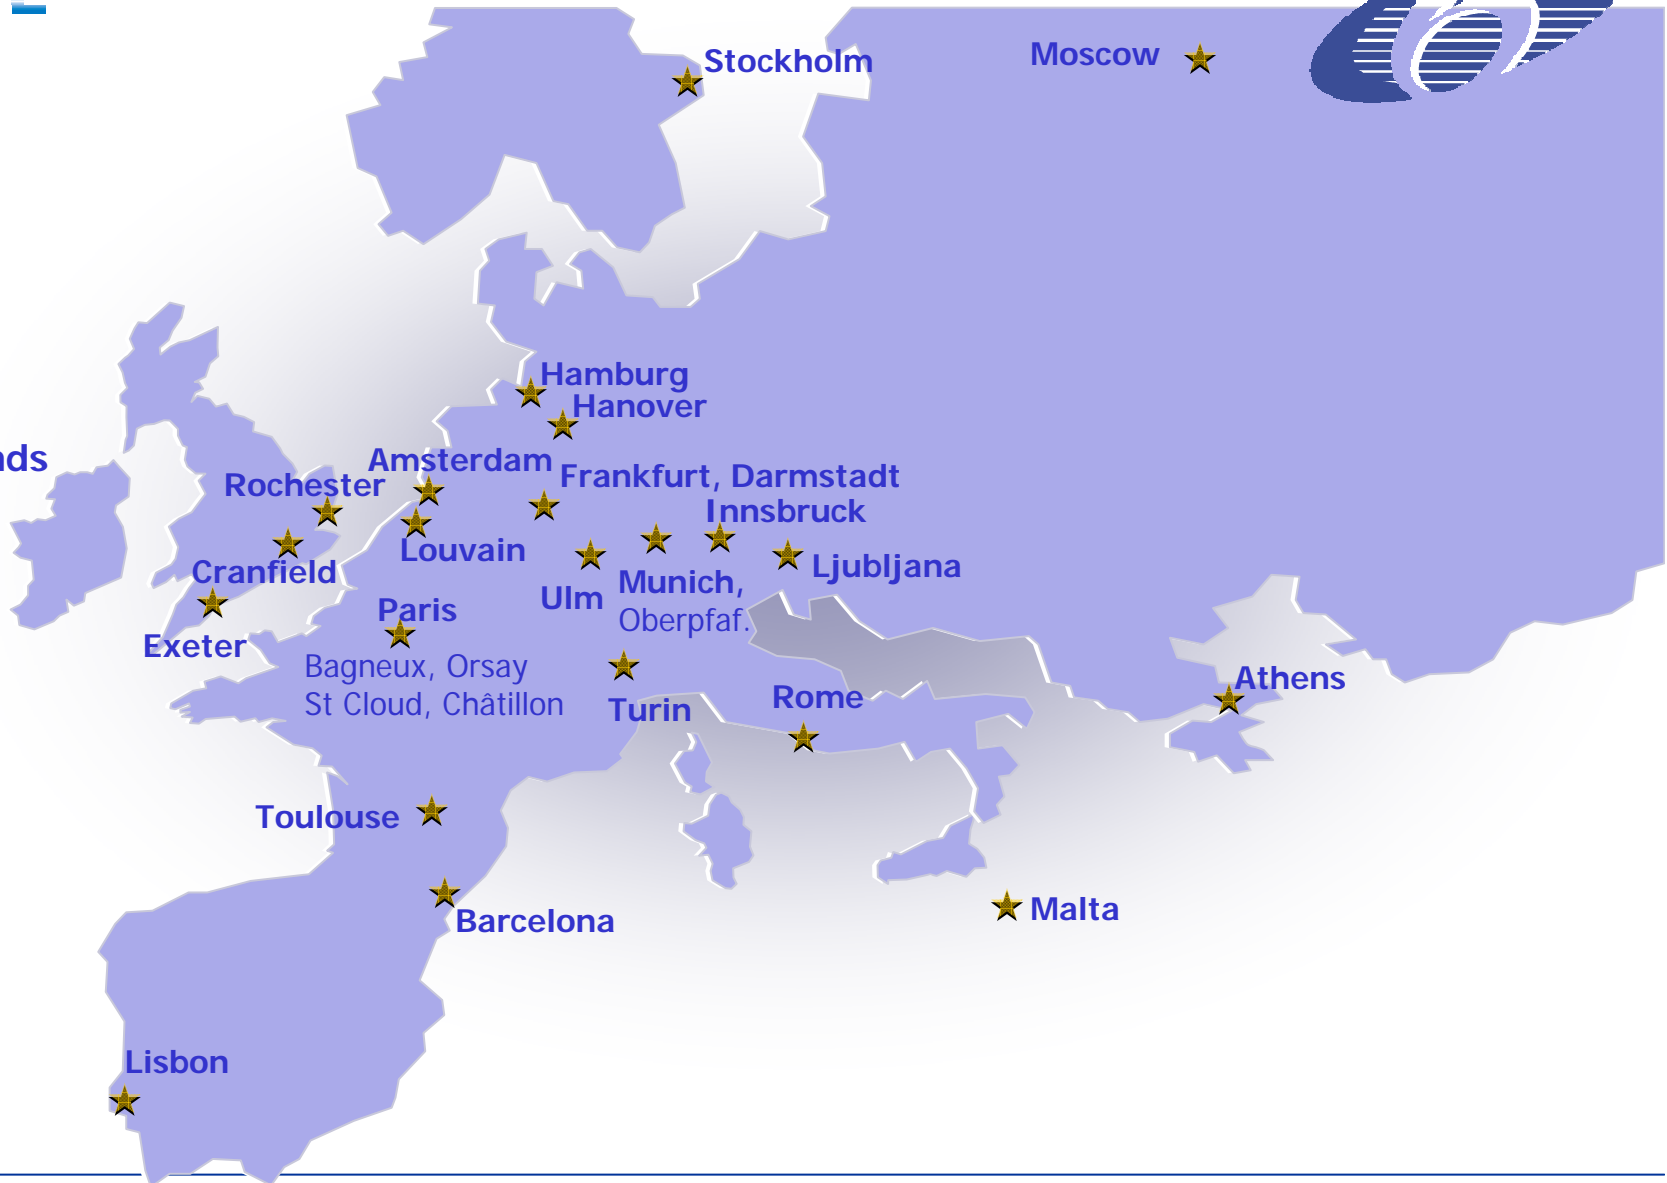 Stockholm
Moscow
Hamburg
Hanover
nds
Amsterdam
Rochester
Frankfurt, Darmstadt
Innsbruck
Louvain
Cranfield
Ljubljana
Munich,
Ulm
Oberpfaf.
Paris
Exeter
Bagneux, Orsay
St Cloud, Châtillon
Turin
Rome
Athens
Toulouse
Barcelona
Malta
Lisbon